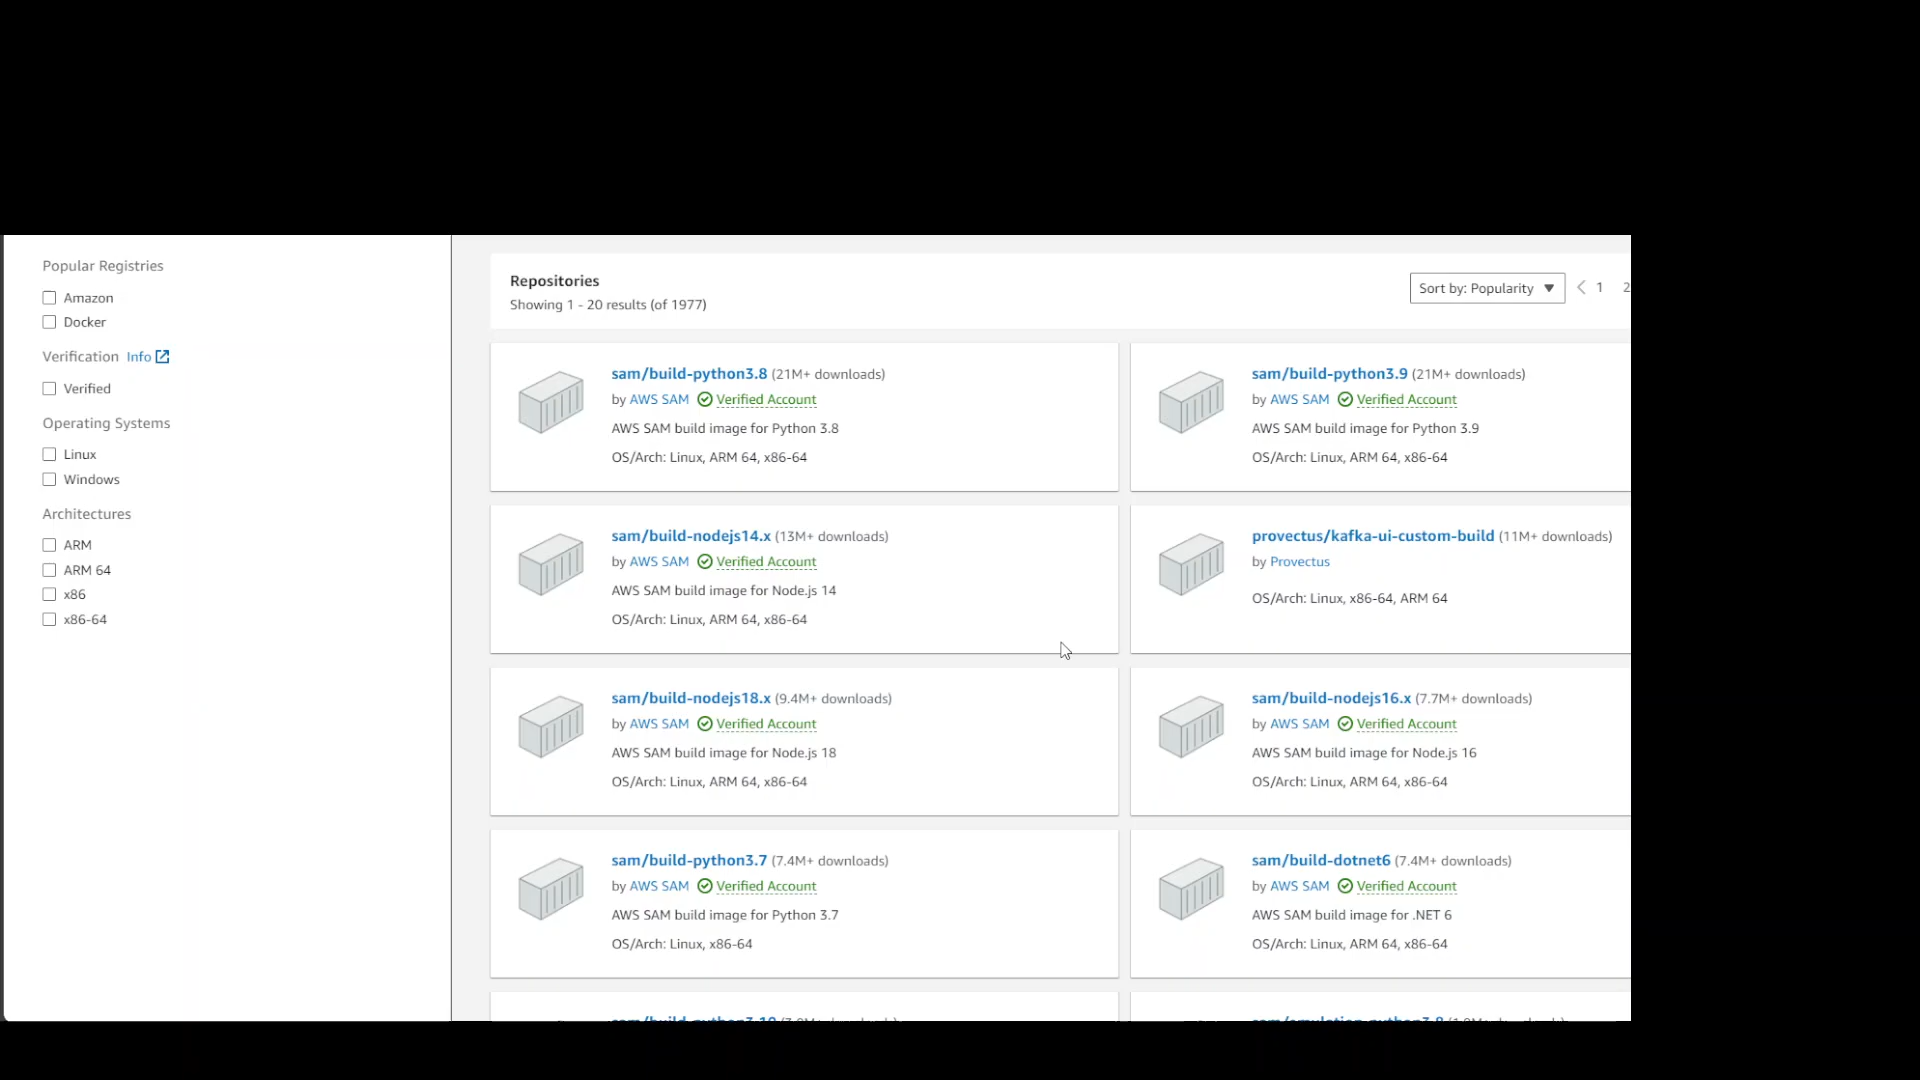 Popular Registries
Amazon
Docker
Verification Info
Verified
Operating Systems
Linux
Windows
Architectures
ARM
ARM 64
x86
x86-64
Repositories
Showing 1 - 20 results (of 1977)
Sort by: Popularity
1 2
sam/build-python3.8 (21M+ downloads)
by AWS SAM Verified Account
AWS SAM build image for Python 3.8
OS/Arch: Linux, ARM 64, x86-64
sam/build-python3.9 (21M+ downloads)
by AWS SAM Verified Account
AWS SAM build image for Python 3.9
OS/Arch: Linux, ARM 64, x86-64
sam/build-nodejs14.x (13M+ downloads)
by AWS SAM Verified Account
AWS SAM build image for Node.js 14
OS/Arch: Linux, ARM 64, x86-64
provectus/kafka-ui-custom-build (11M+ downloads)
by Provectus
OS/Arch: Linux, x86-64, ARM 64
sam/build-nodejs18.x (9.4M+ downloads)
by AWS SAM Verified Account
AWS SAM build image for Node.js 18
OS/Arch: Linux, ARM 64, x86-64
sam/build-nodejs16.x (7.7M+ downloads)
by AWS SAM Verified Account
AWS SAM build image for Node.js 16
OS/Arch: Linux, ARM 64, x86-64
sam/build-python3.7 (7.4M+ downloads)
by AWS SAM Verified Account
AWS SAM build image for Python 3.7
OS/Arch: Linux, x86-64
sam/build-dotnet6 (7.4M+ downloads)
by AWS SAM Verified Account
AWS SAM build image for .NET 6
OS/Arch: Linux, ARM 64, x86-64
sam/build-python3.10
sam/emulation-python3.8